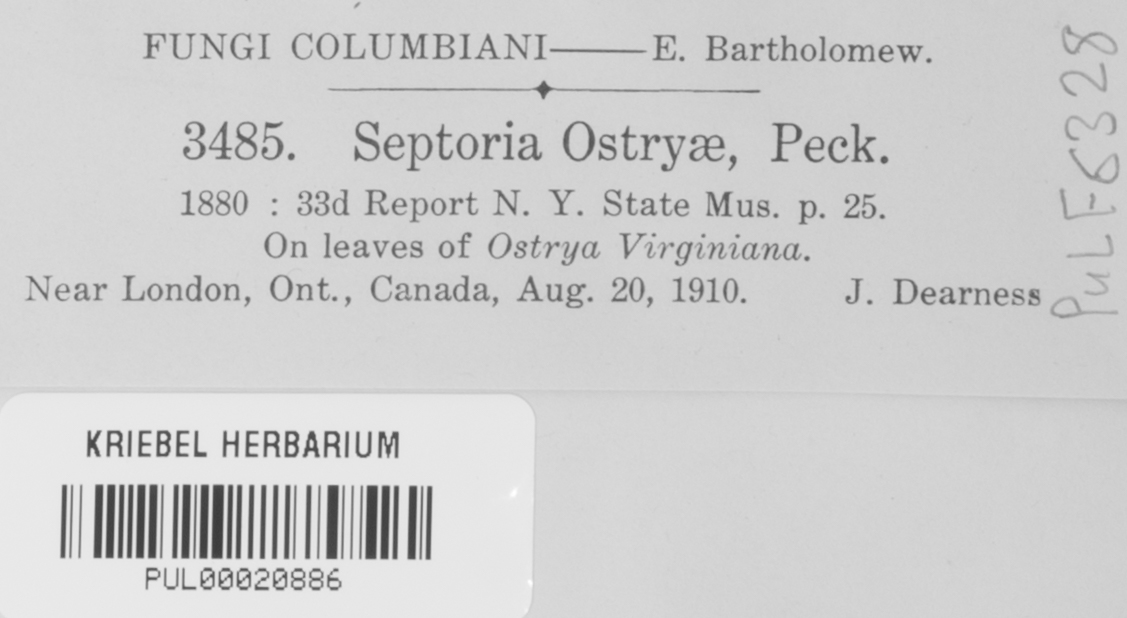 FUNGI COLUMBIANI——E. Bartholomew.
3485. Septoria Ostryæ, Peck.
1880 : 33d Report N. Y. State Mus. p. 25.
On leaves of Ostrya Virginiana.
Near London, Ont., Canada, Aug. 20, 1910. J. Dearness
PuL F6328
KRIEBEL HERBARIUM
PUL00020886